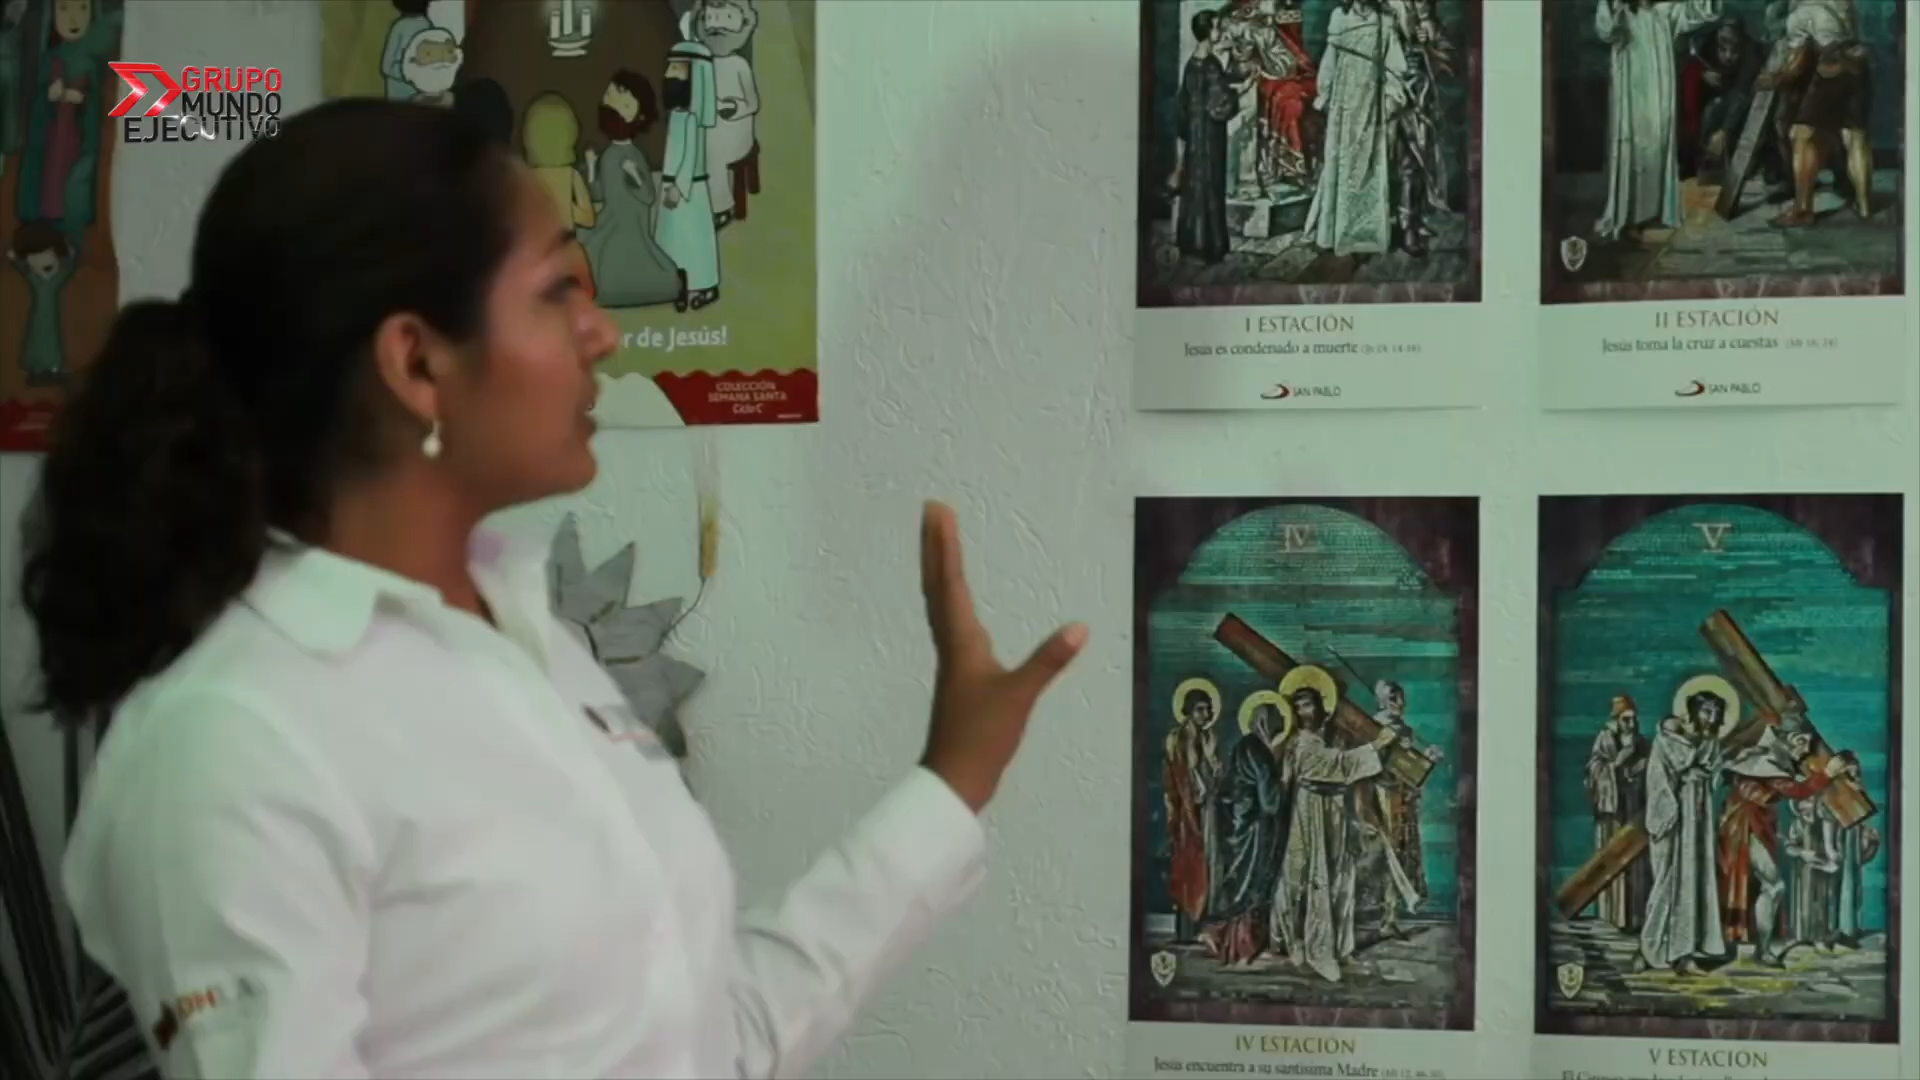 GRUPO
MUNDO
EJECUTIVO
r de Jesús!
COLECCIÓN
SEMANA SANTA
Ciclo C
I ESTACIÓN
Jesús es condenado a muerte
SAN PABLO
II ESTACIÓN
Jesús toma la cruz a cuestas
SAN PABLO
IV
V
IV ESTACIÓN
Jesús encuentra a su santísima Madre
V ESTACIÓN